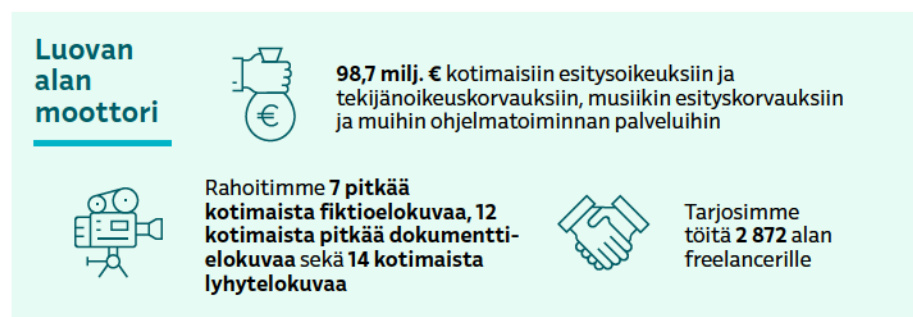 Luovan
alan
moottori
€
98,7 milj. € kotimaisiin esitysoikeuksiin ja
tekijänoikeuskorvauksiin, musiikin esityskorvauksiin
ja muihin ohjelmatoiminnan palveluihin
Rahoitimme 7 pitkää
kotimaista fiktioelokuvaa, 12
kotimaista pitkää dokumentti-
elokuvaa sekä 14 kotimaista
lyhytelokuvaa
Tarjosimme
töitä 2 872 alan
freelancerille